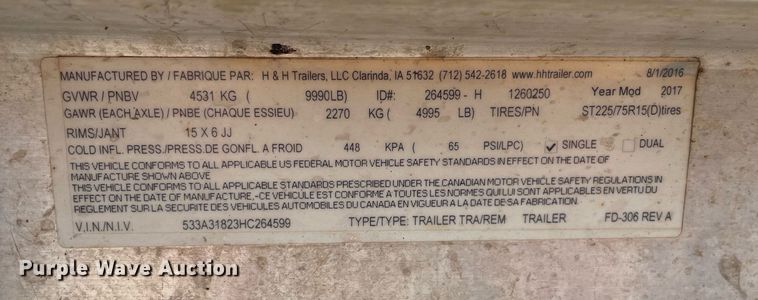 MANUFACTURED BY / FABRIQUE PAR: H & H Trailers, LLC Clarinda, IA 51632 (712) 542-2618 www.hhtrailer.com 8/1/2016
GVWR / PNBV 4531 KG ( 9990LB) ID#: 264599 - H 1260250 Year Mod 2017
GAWR (EACH AXLE) / PNBE (CHAQUE ESSIEU) 2270 KG ( 4995 LB) TIRES/PN ST225/75R15(D)tires
RIMS/JANT 15 X 6 JJ
COLD INFL. PRESS./PRESS.DE GONFL A FROID 448 KPA ( 65 PSI/LPC) ✓ SINGLE DUAL
THIS VEHICLE CONFORMS TO ALL APPLICABLE US FEDERAL MOTOR VEHICLE SAFETY STANDARDS IN EFFECT ON THE DATE OF
MANUFACTURE SHOWN ABOVE
THIS VEHICLE CONFORMS TO ALL APPLICABLE STANDARDS PRESCRIBED UNDER THE CANADIAN MOTOR VEHICLE SAFETY REGULATIONS IN
EFFECT ON THE DATE OF MANUFACTURE,-CE VEHICULE EST CONFORME A TOUTES LES NORMES QUI LUI SONT APPLICABLES EN VERTU DU
REGLEMENT SUR LA SECURITE DES VEHICULES AUTOMOBILES DU CANADA EN VIGUEUR A LA DATE DE SA FABRICATION.
V.I.N./N.I.V. 533A31823HC264599 TYPE/TYPE: TRAILER TRA/REM TRAILER FD-306 REV A
Purple Wave Auction